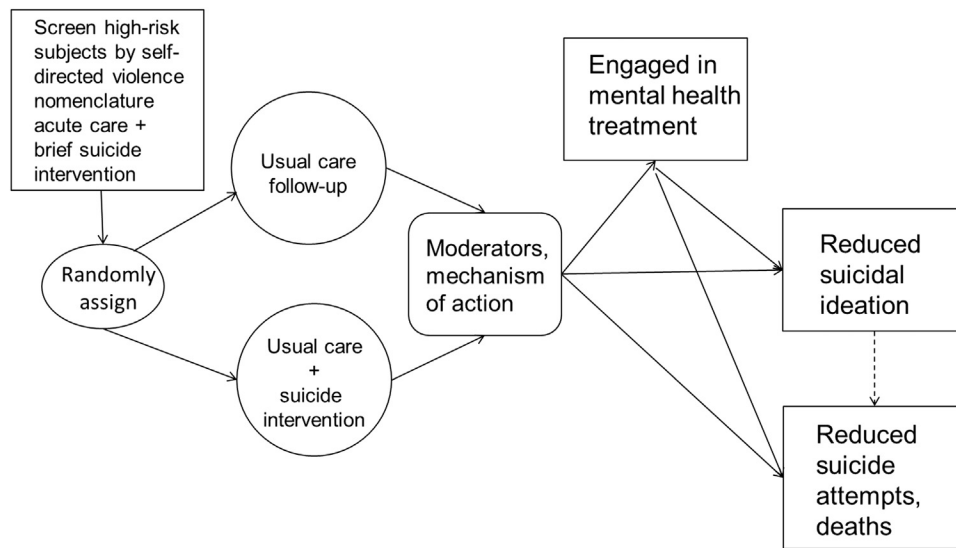 Screen high-risk
subjects by self-
directed violence
nomenclature
acute care +
brief suicide
intervention
Randomly
assign
Usual care
follow-up
Usual care
+
suicide
intervention
Moderators,
mechanism
of action
Engaged in
mental health
treatment
Reduced
suicidal
ideation
Reduced
suicide
attempts,
deaths